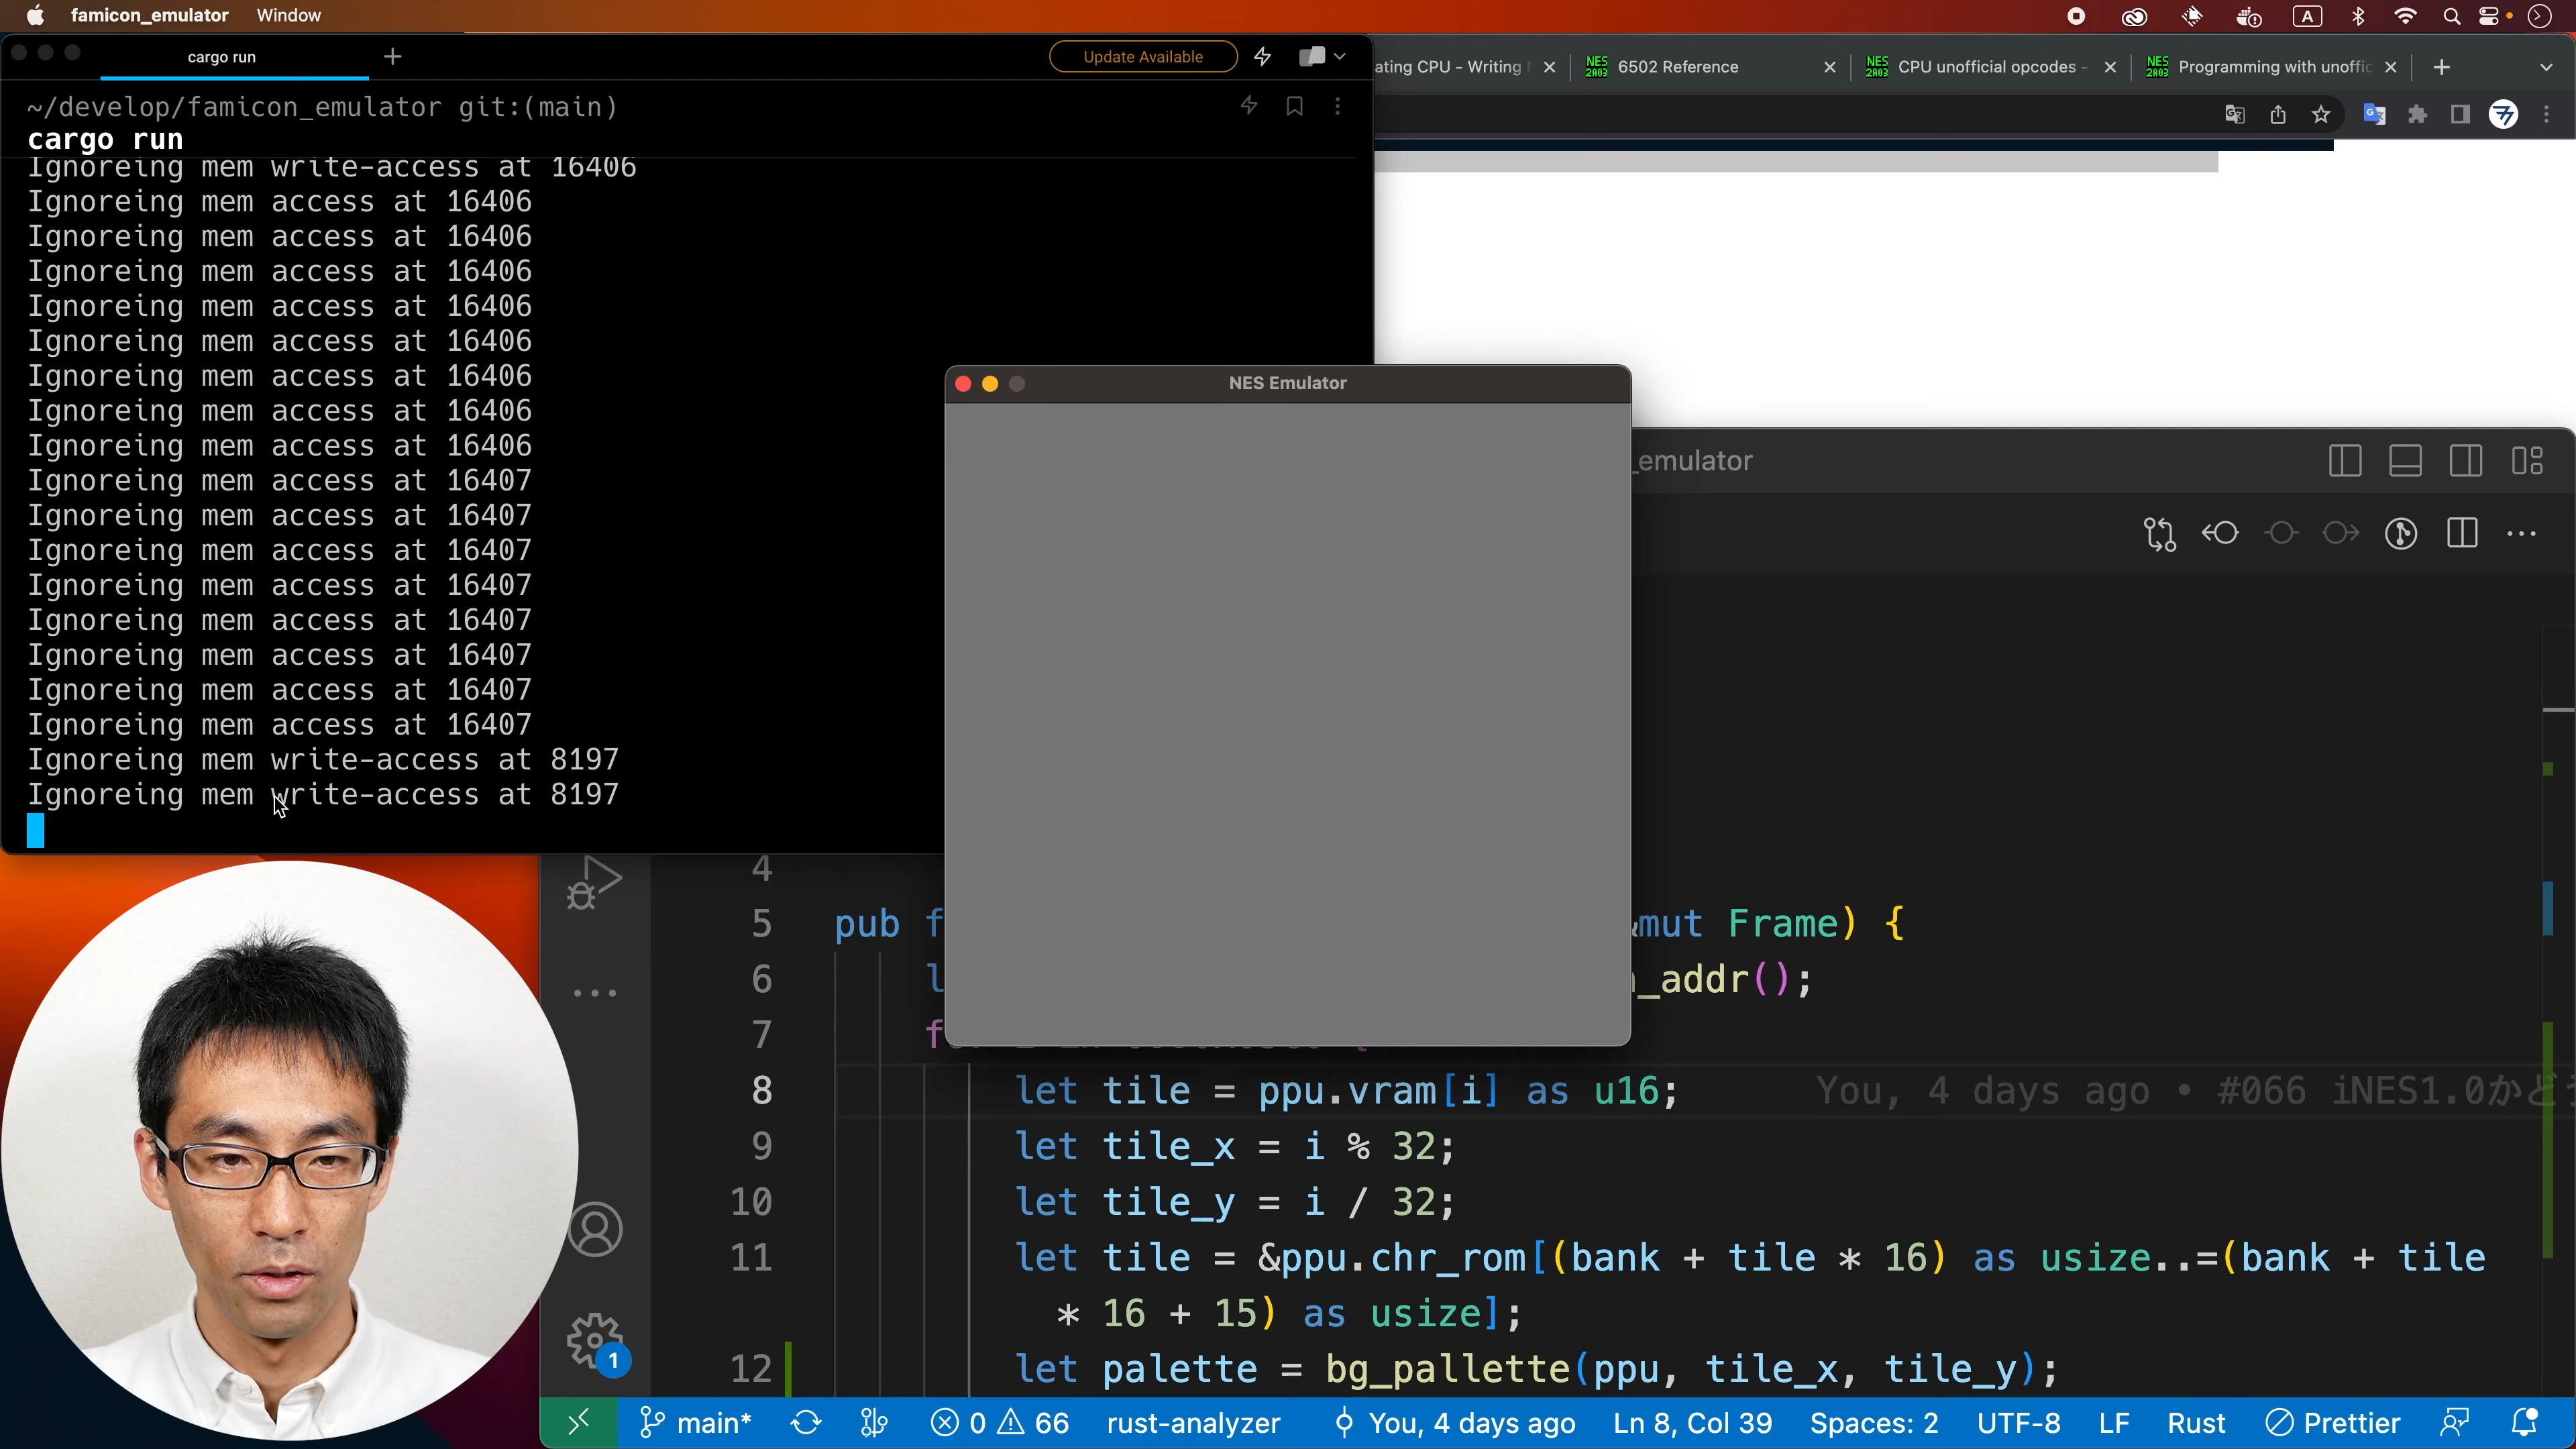 famicon_emulator Window
A
cargo run
Update Available
~/develop/famicon_emulator git:(main)
cargo run
Ignoreing mem write-access at 16406
Ignoreing mem access at 16406
Ignoreing mem access at 16406
Ignoreing mem access at 16406
Ignoreing mem access at 16406
Ignoreing mem access at 16406
Ignoreing mem access at 16406
Ignoreing mem access at 16406
Ignoreing mem access at 16406
Ignoreing mem access at 16407
Ignoreing mem access at 16407
Ignoreing mem access at 16407
Ignoreing mem access at 16407
Ignoreing mem access at 16407
Ignoreing mem access at 16407
Ignoreing mem access at 16407
Ignoreing mem access at 16407
Ignoreing mem write-access at 8197
Ignoreing mem write-access at 8197
ating CPU - Writing
NES 2A03 6502 Reference
NES 2A03 CPU unofficial opcodes -
NES 2A03 Programming with unoffic
NES Emulator
_emulator
4
5 pub f mut Frame) {
6 l _addr();
7 f
8 let tile = ppu.vram[i] as u16; You, 4 days ago • #066 iNES1.0か
9 let tile_x = i % 32;
10 let tile_y = i / 32;
11 let tile = &ppu.chr_rom[(bank + tile * 16) as usize..=(bank + tile
* 16 + 15) as usize];
12 let palette = bg_pallette(ppu, tile_x, tile_y);
1
main* 0 66 rust-analyzer You, 4 days ago Ln 8, Col 39 Spaces: 2 UTF-8 LF Rust Prettier